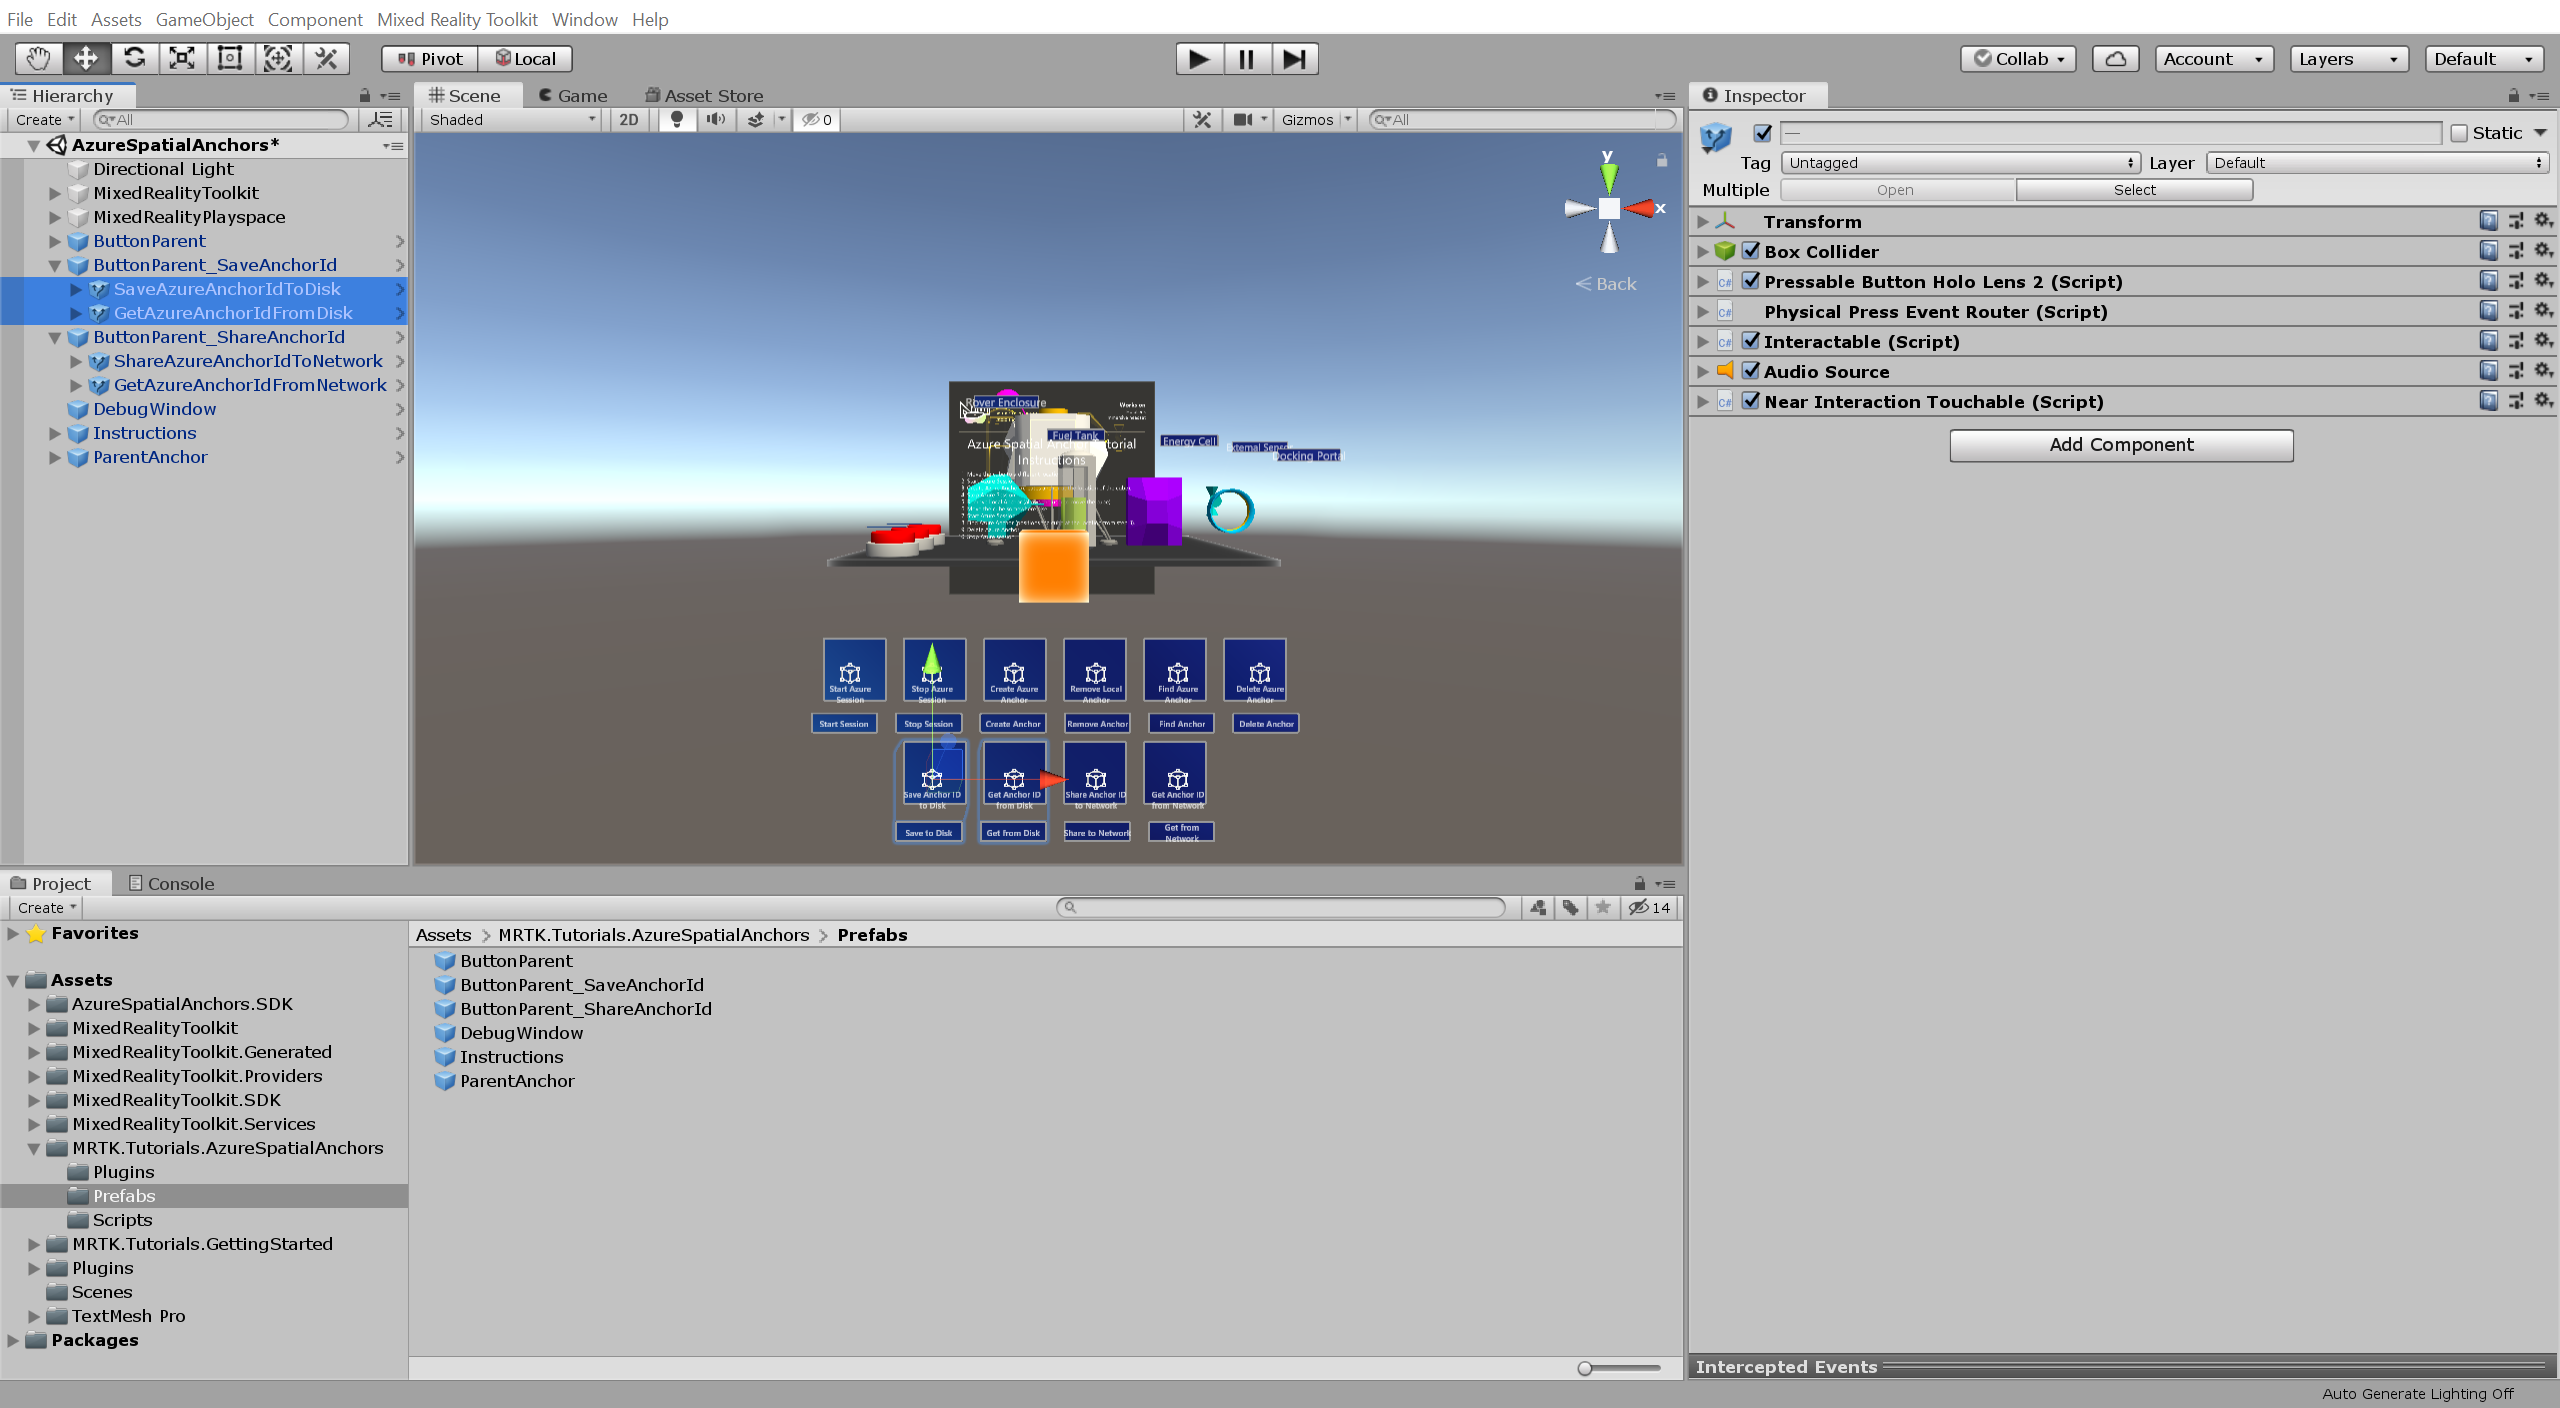 File Edit Assets GameObject Component Mixed Reality Toolkit Window Help
Pivot Local Collab Account Layers Default
Hierarchy
Create All
AzureSpatialAnchors*
Directional Light
MixedRealityToolkit
MixedRealityPlayspace
ButtonParent
ButtonParent_SaveAnchorId
SaveAzureAnchorIdToDisk
GetAzureAnchorIdFromDisk
ButtonParent_ShareAnchorId
ShareAzureAnchorIdToNetwork
GetAzureAnchorIdFromNetwork
DebugWindow
Instructions
ParentAnchor
Scene Game Asset Store
Shaded 2D 0 Gizmos All
y
x
Back
Rover Enclosure
Fuel Tank
Energy Cell
External Sensor
Docking Portal
Azure Spatial Anchor Tutorial
Instructions
Start Azure Session
Stop Azure Session
Create Azure Anchor
Remove Local Anchor
Find Azure Anchor
Delete Azure Anchor
Start Session Stop Session Create Anchor Remove Anchor Find Anchor Delete Anchor
Save Anchor ID to Disk
Get Anchor ID from Disk
Share Anchor ID to Network
Get Anchor ID from Network
Save to Disk Get from Disk Share to Network Get from Network
Inspector
— Static
Tag Untagged Layer Default
Multiple Open Select
Transform
Box Collider
Pressable Button Holo Lens 2 (Script)
Physical Press Event Router (Script)
Interactable (Script)
Audio Source
Near Interaction Touchable (Script)
Add Component
Project Console
Create 14
Favorites
Assets
AzureSpatialAnchors.SDK
MixedRealityToolkit
MixedRealityToolkit.Generated
MixedRealityToolkit.Providers
MixedRealityToolkit.SDK
MixedRealityToolkit.Services
MRTK.Tutorials.AzureSpatialAnchors
Plugins
Prefabs
Scripts
MRTK.Tutorials.GettingStarted
Plugins
Scenes
TextMesh Pro
Packages
Assets > MRTK.Tutorials.AzureSpatialAnchors > Prefabs
ButtonParent
ButtonParent_SaveAnchorId
ButtonParent_ShareAnchorId
DebugWindow
Instructions
ParentAnchor
Intercepted Events
Auto Generate Lighting Off